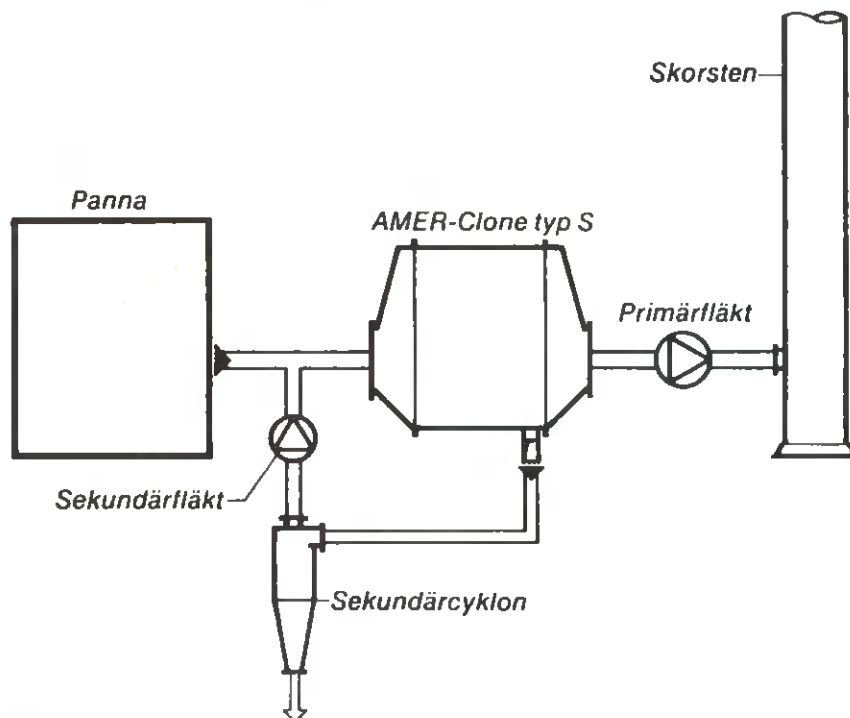 Skorsten
Panna
AMER-Clone typ S
Primärfläkt
Sekundärfläkt
Sekundärcyklon